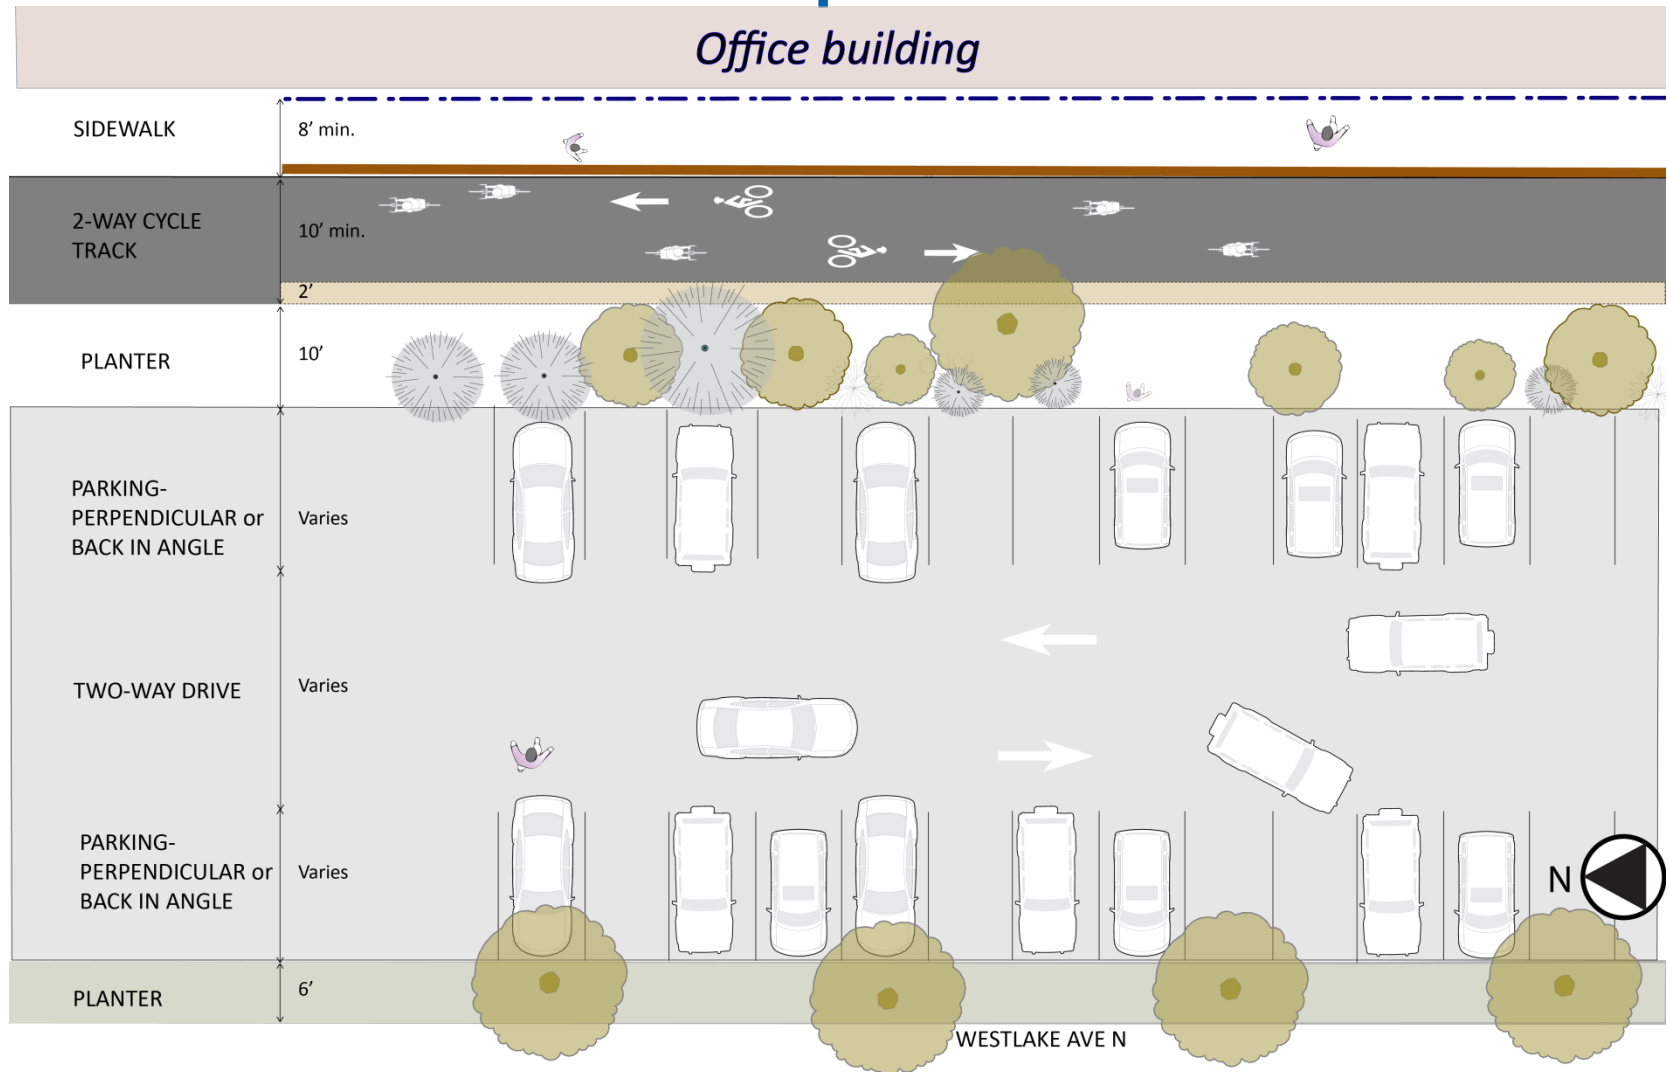 Office building
SIDEWALK
8’ min.
2-WAY CYCLE
TRACK
10’ min.
2’
PLANTER
10’
PARKING-
PERPENDICULAR or
BACK IN ANGLE
Varies
TWO-WAY DRIVE
Varies
PARKING-
PERPENDICULAR or
BACK IN ANGLE
Varies
N
PLANTER
6’
WESTLAKE AVE N